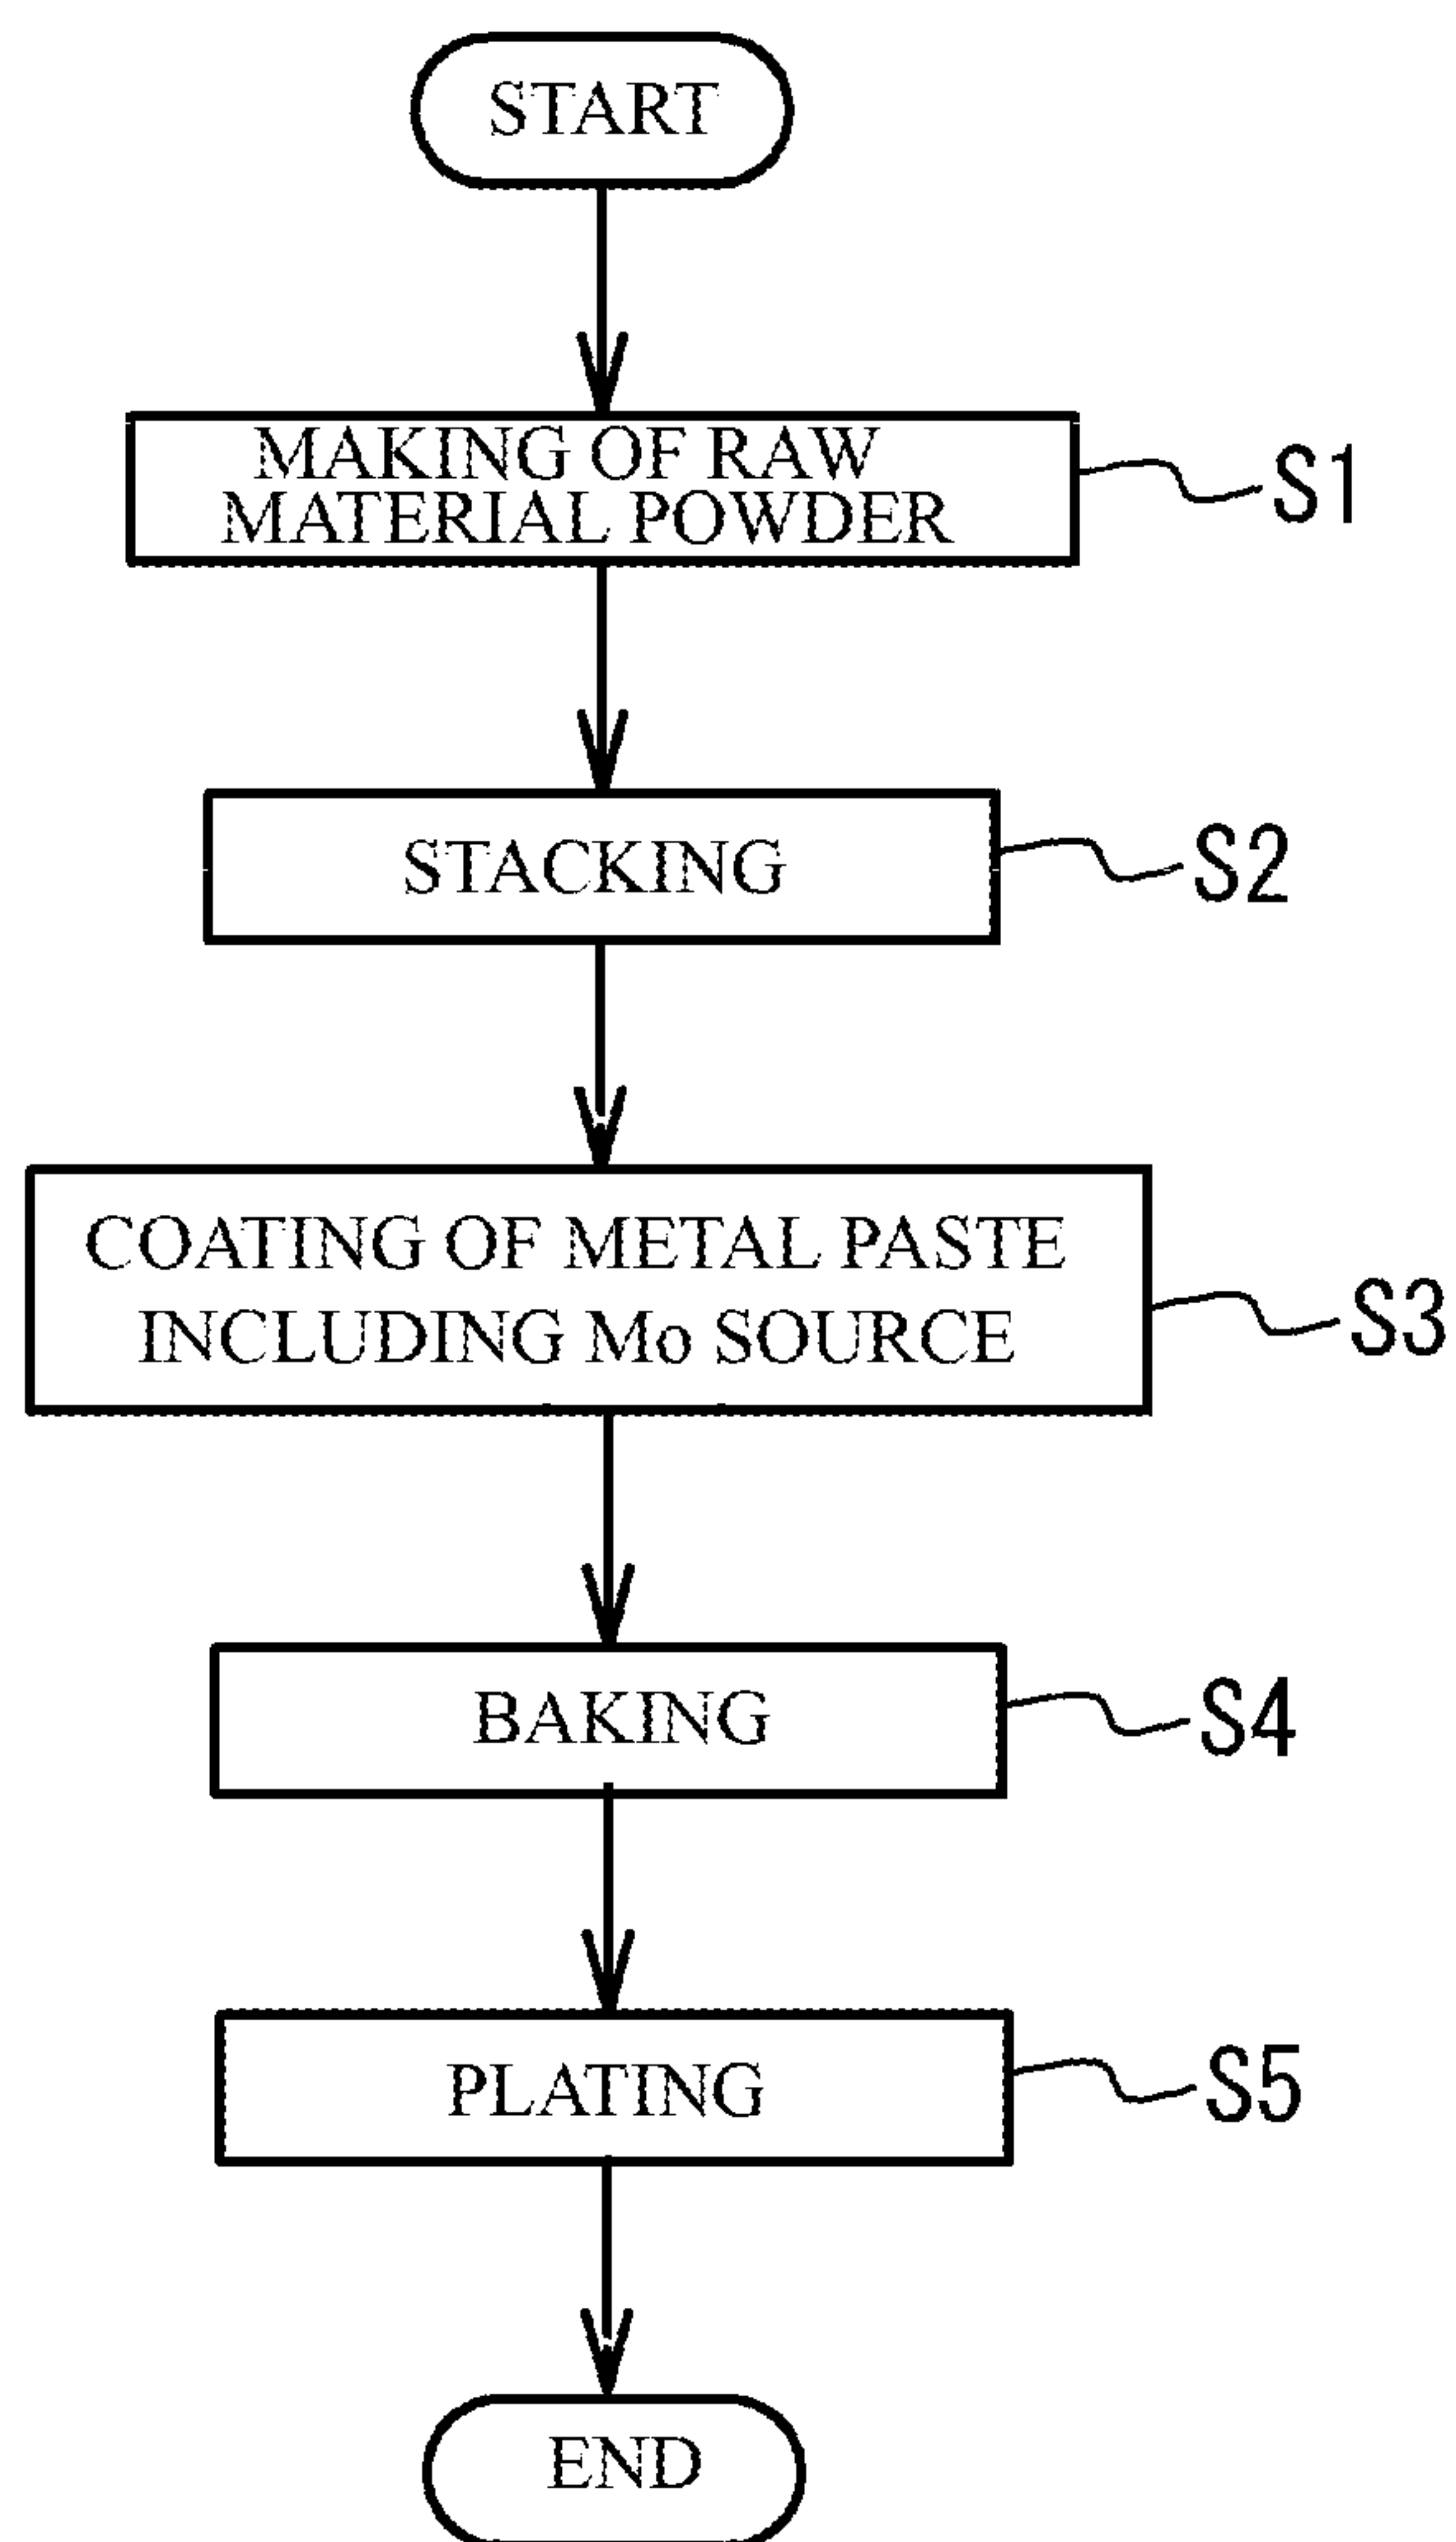 START
MAKING OF RAW
MATERIAL POWDER
S1
STACKING
S2
COATING OF METAL PASTE
INCLUDING Mo SOURCE
S3
BAKING
S4
PLATING
S5
END